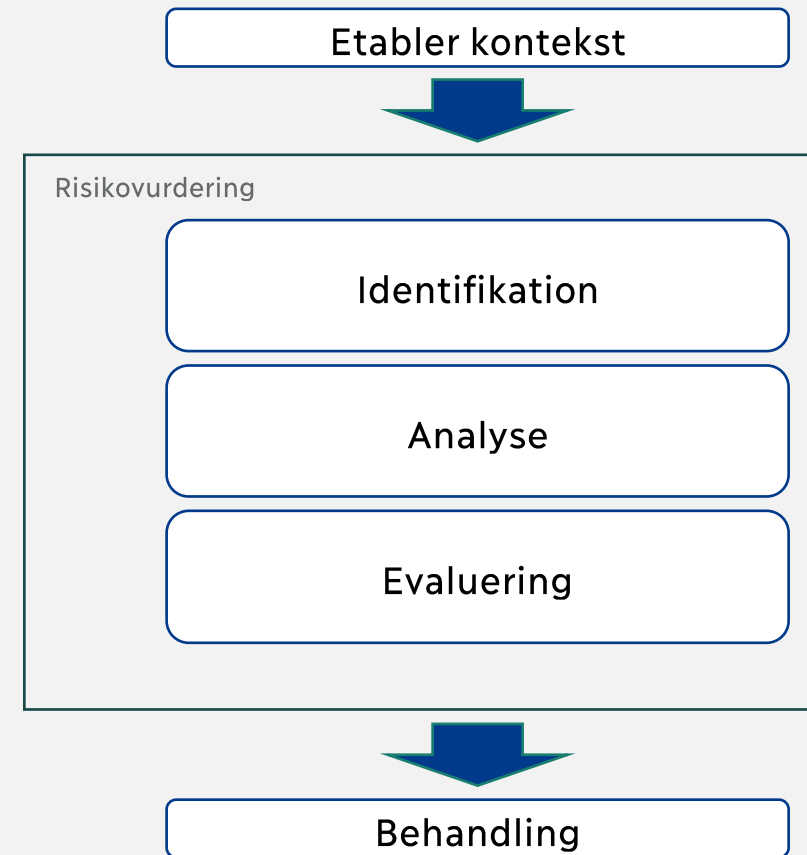 Etabler kontekst
Risikovurdering
Identifikation
Analyse
Evaluering
Behandling